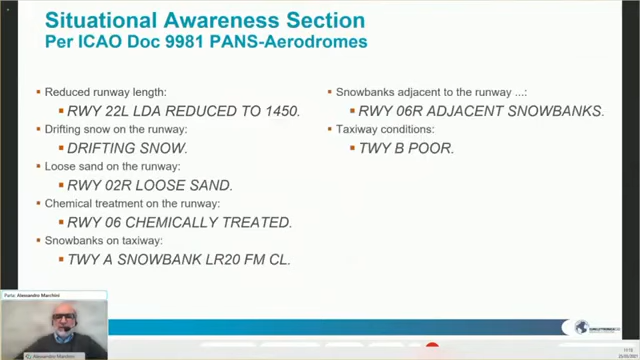 Situational Awareness Section
Per ICAO Doc 9981 PANS-Aerodromes
Reduced runway length:
RWY 22L LDA REDUCED TO 1450.
Drifting snow on the runway:
DRIFTING SNOW.
Loose sand on the runway:
RWY 02R LOOSE SAND.
Chemical treatment on the runway:
RWY 06 CHEMICALLY TREATED.
Snowbanks on taxiway:
TWY A SNOWBANK LR20 FM CL.
Snowbanks adjacent to the runway ...:
RWY 06R ADJACENT SNOWBANKS.
Taxiway conditions:
TWY B POOR.
Parla: Alessandro Marchini
Alessandro Marchini